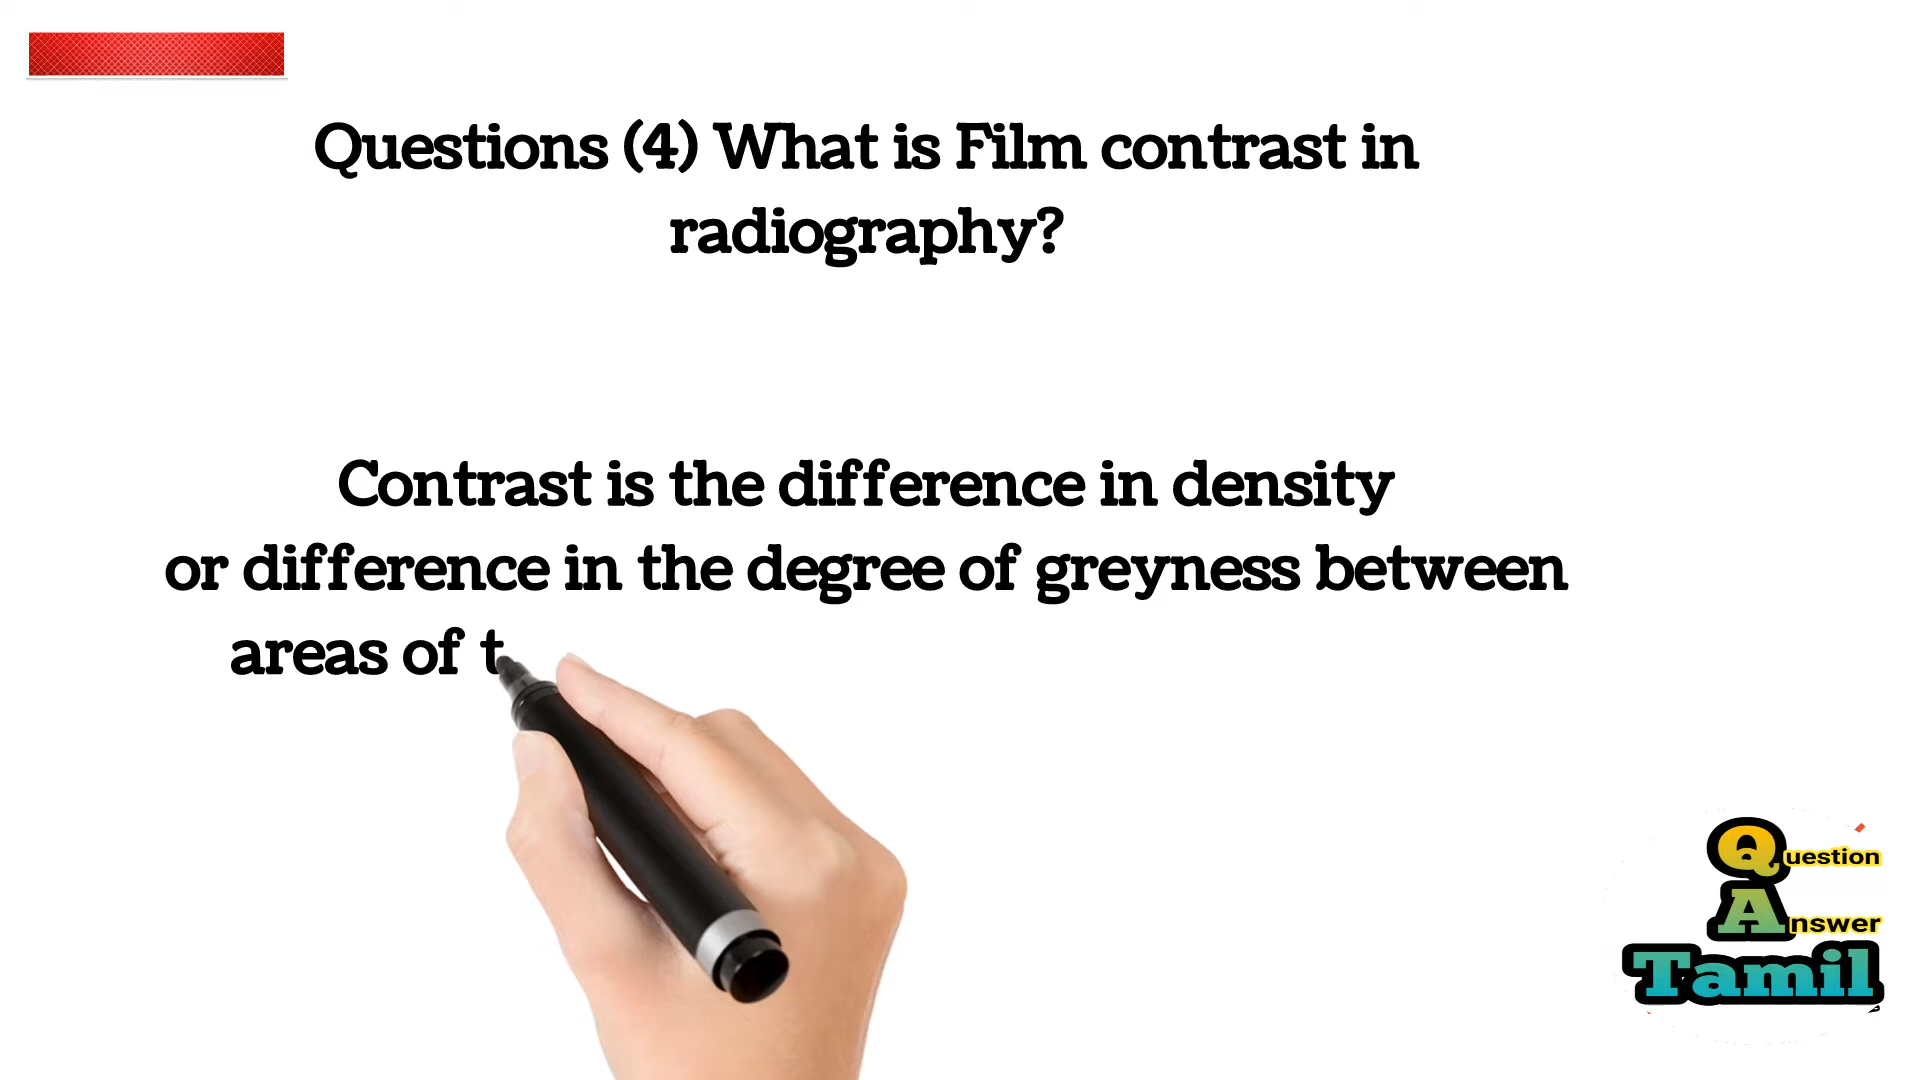 Questions (4) What is Film contrast in
radiography?
Contrast is the difference in density
or difference in the degree of greyness between
areas of t
Question
Answer
Tamil